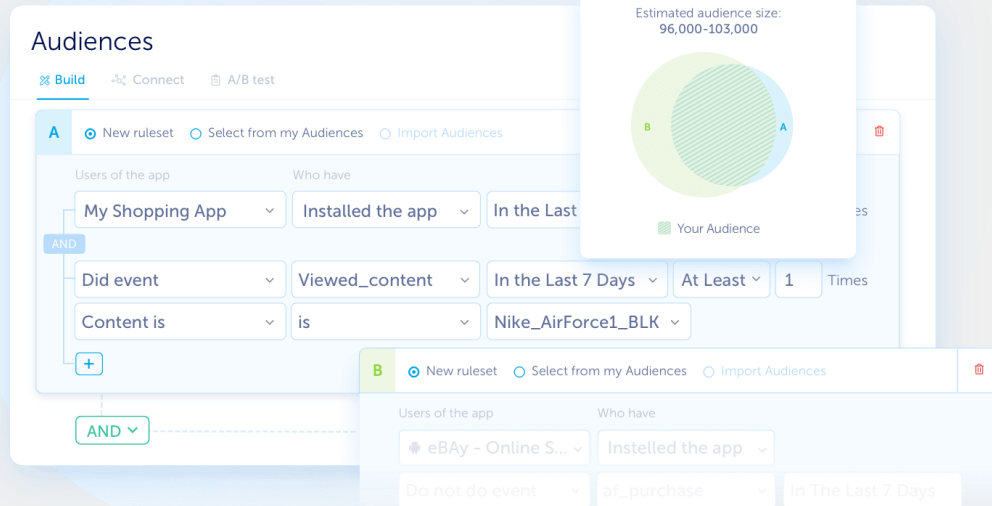 Estimated audience size:
96,000-103,000
B
A
Your Audience
Audiences
Build Connect A/B test
A New ruleset Select from my Audiences Import Audiences
Users of the app Who have
My Shopping App Installed the app In the Last
AND
Did event Viewed_content In the Last 7 Days At Least 1 Times
Content is is Nike_AirForce1_BLK
+
AND
B New ruleset Select from my Audiences Import Audiences
Users of the app Who have
eBAy - Online S... Instelled the app
Do not do event af_purchase In The Last 7 Days